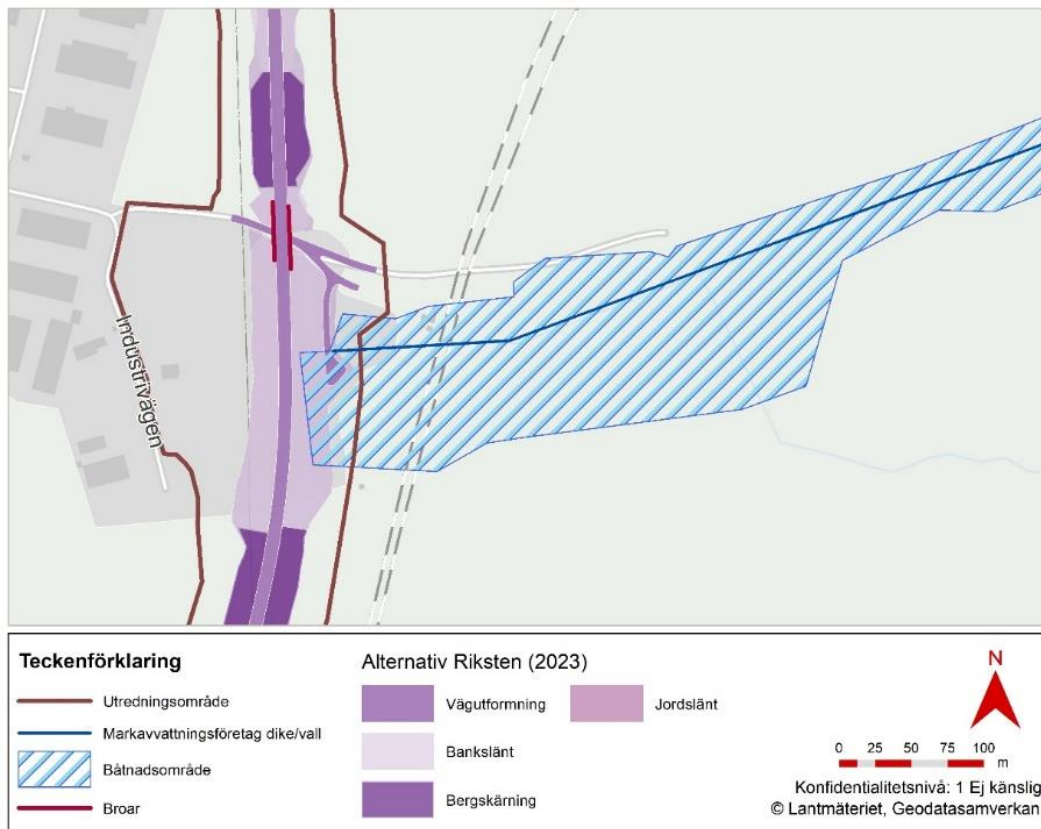 Industrivägen
Teckenförklaring
Utredningsområde
Markavvattningsföretag dike/vall
Båtnadsområde
Broar
Alternativ Riksten (2023)
Vägutformning
Jordslänt
Bankslänt
Bergskärning
N
0 25 50 75 100
m
Konfidentialitetsnivå: 1 Ej känslig
© Lantmäteriet, Geodatasamverkan